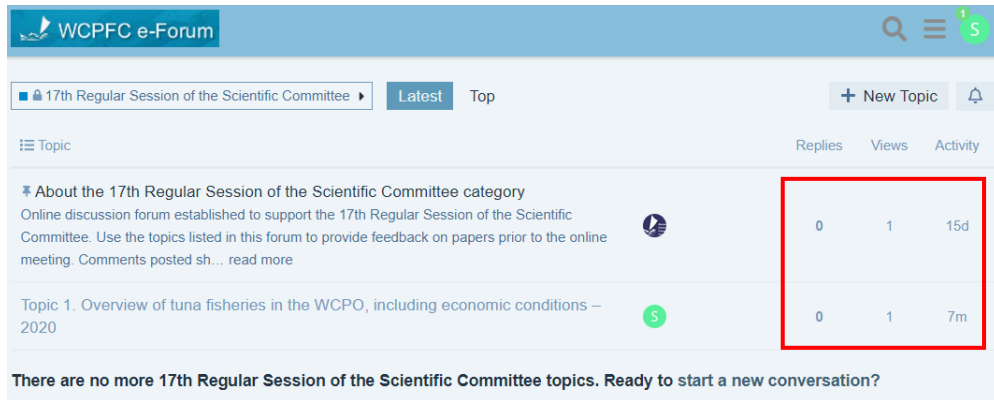 WCPFC e-Forum
1
S
17th Regular Session of the Scientific Committee
Latest
Top
+ New Topic
Topic
Replies
Views
Activity
About the 17th Regular Session of the Scientific Committee category
Online discussion forum established to support the 17th Regular Session of the Scientific
Committee. Use the topics listed in this forum to provide feedback on papers prior to the online
meeting. Comments posted sh… read more
0
1
15d
Topic 1. Overview of tuna fisheries in the WCPO, including economic conditions –
2020
S
0
1
7m
There are no more 17th Regular Session of the Scientific Committee topics. Ready to start a new conversation?